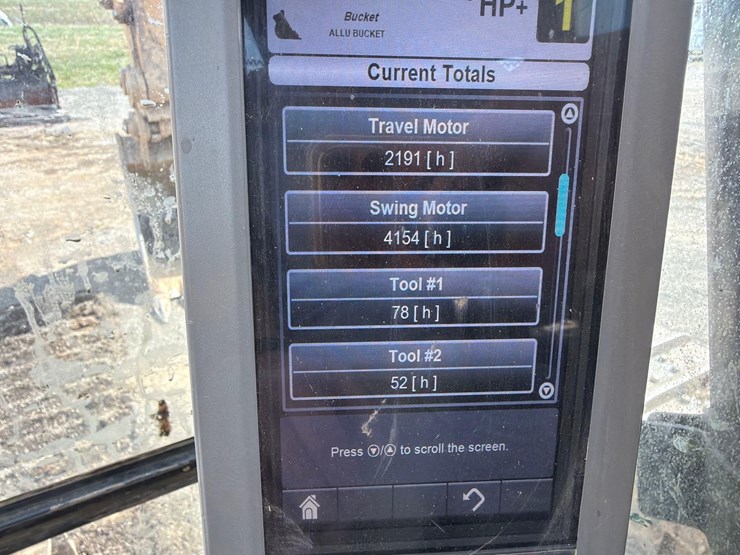 HP+
1
Bucket
ALLU BUCKET
Current Totals
Travel Motor
2191 [ h ]
Swing Motor
4154 [ h ]
Tool #1
78 [ h ]
Tool #2
52 [ h ]
Press ▽/△ to scroll the screen.